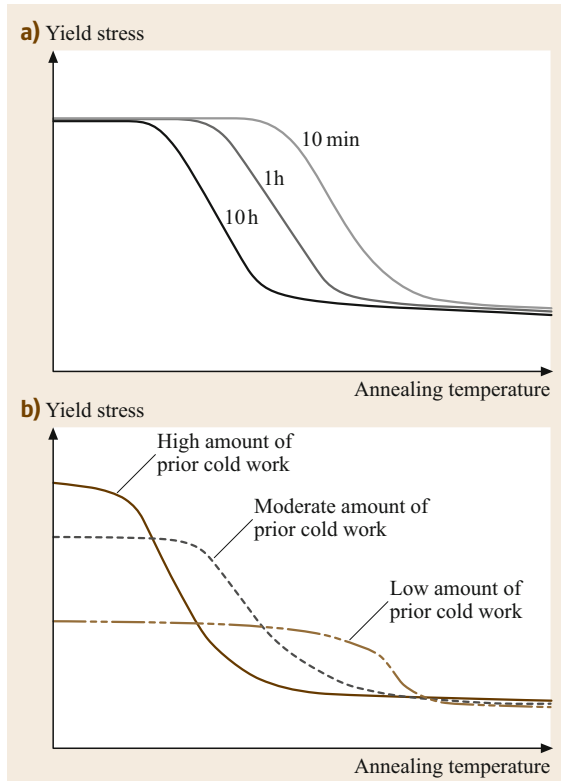 a) Yield stress
10 min
1h
10 h
Annealing temperature
b) Yield stress
High amount of
prior cold work
Moderate amount of
prior cold work
Low amount of
prior cold work
Annealing temperature